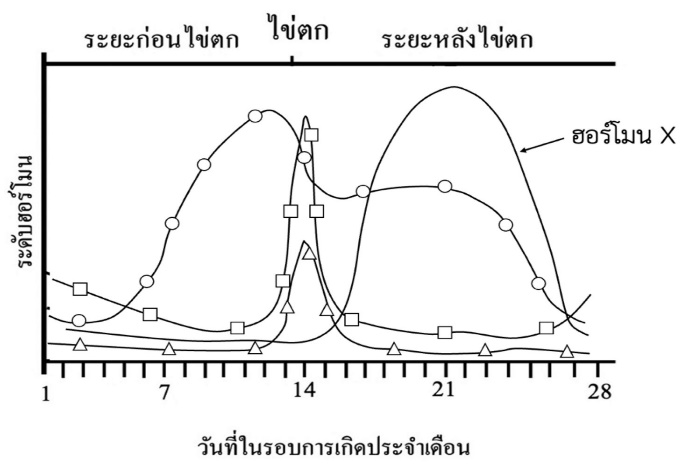 ไข่ตก
ระยะก่อนไข่ตก
ระยะหลังไข่ตก
ฮอร์โมน X
ระดับฮอร์โมน
1 7 14 21 28
วันที่ในรอบการเกิดประจำเดือน